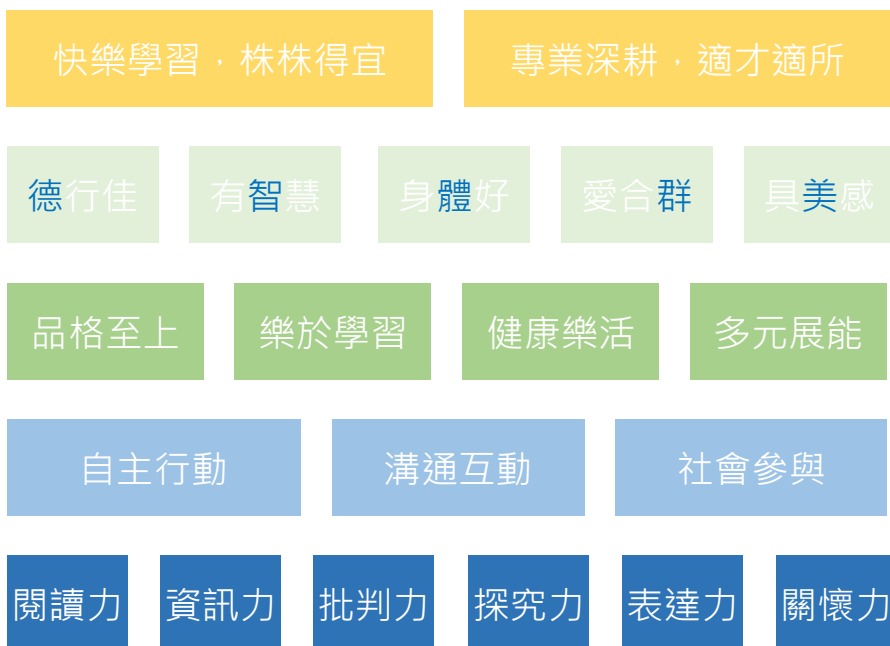 快樂學習，株株得宜 專業深耕，適才適所
德行佳 有智慧 身體好 愛合群 具美感
品格至上 樂於學習 健康樂活 多元展能
自主行動 溝通互動 社會參與
閱讀力 資訊力 批判力 探究力 表達力 關懷力